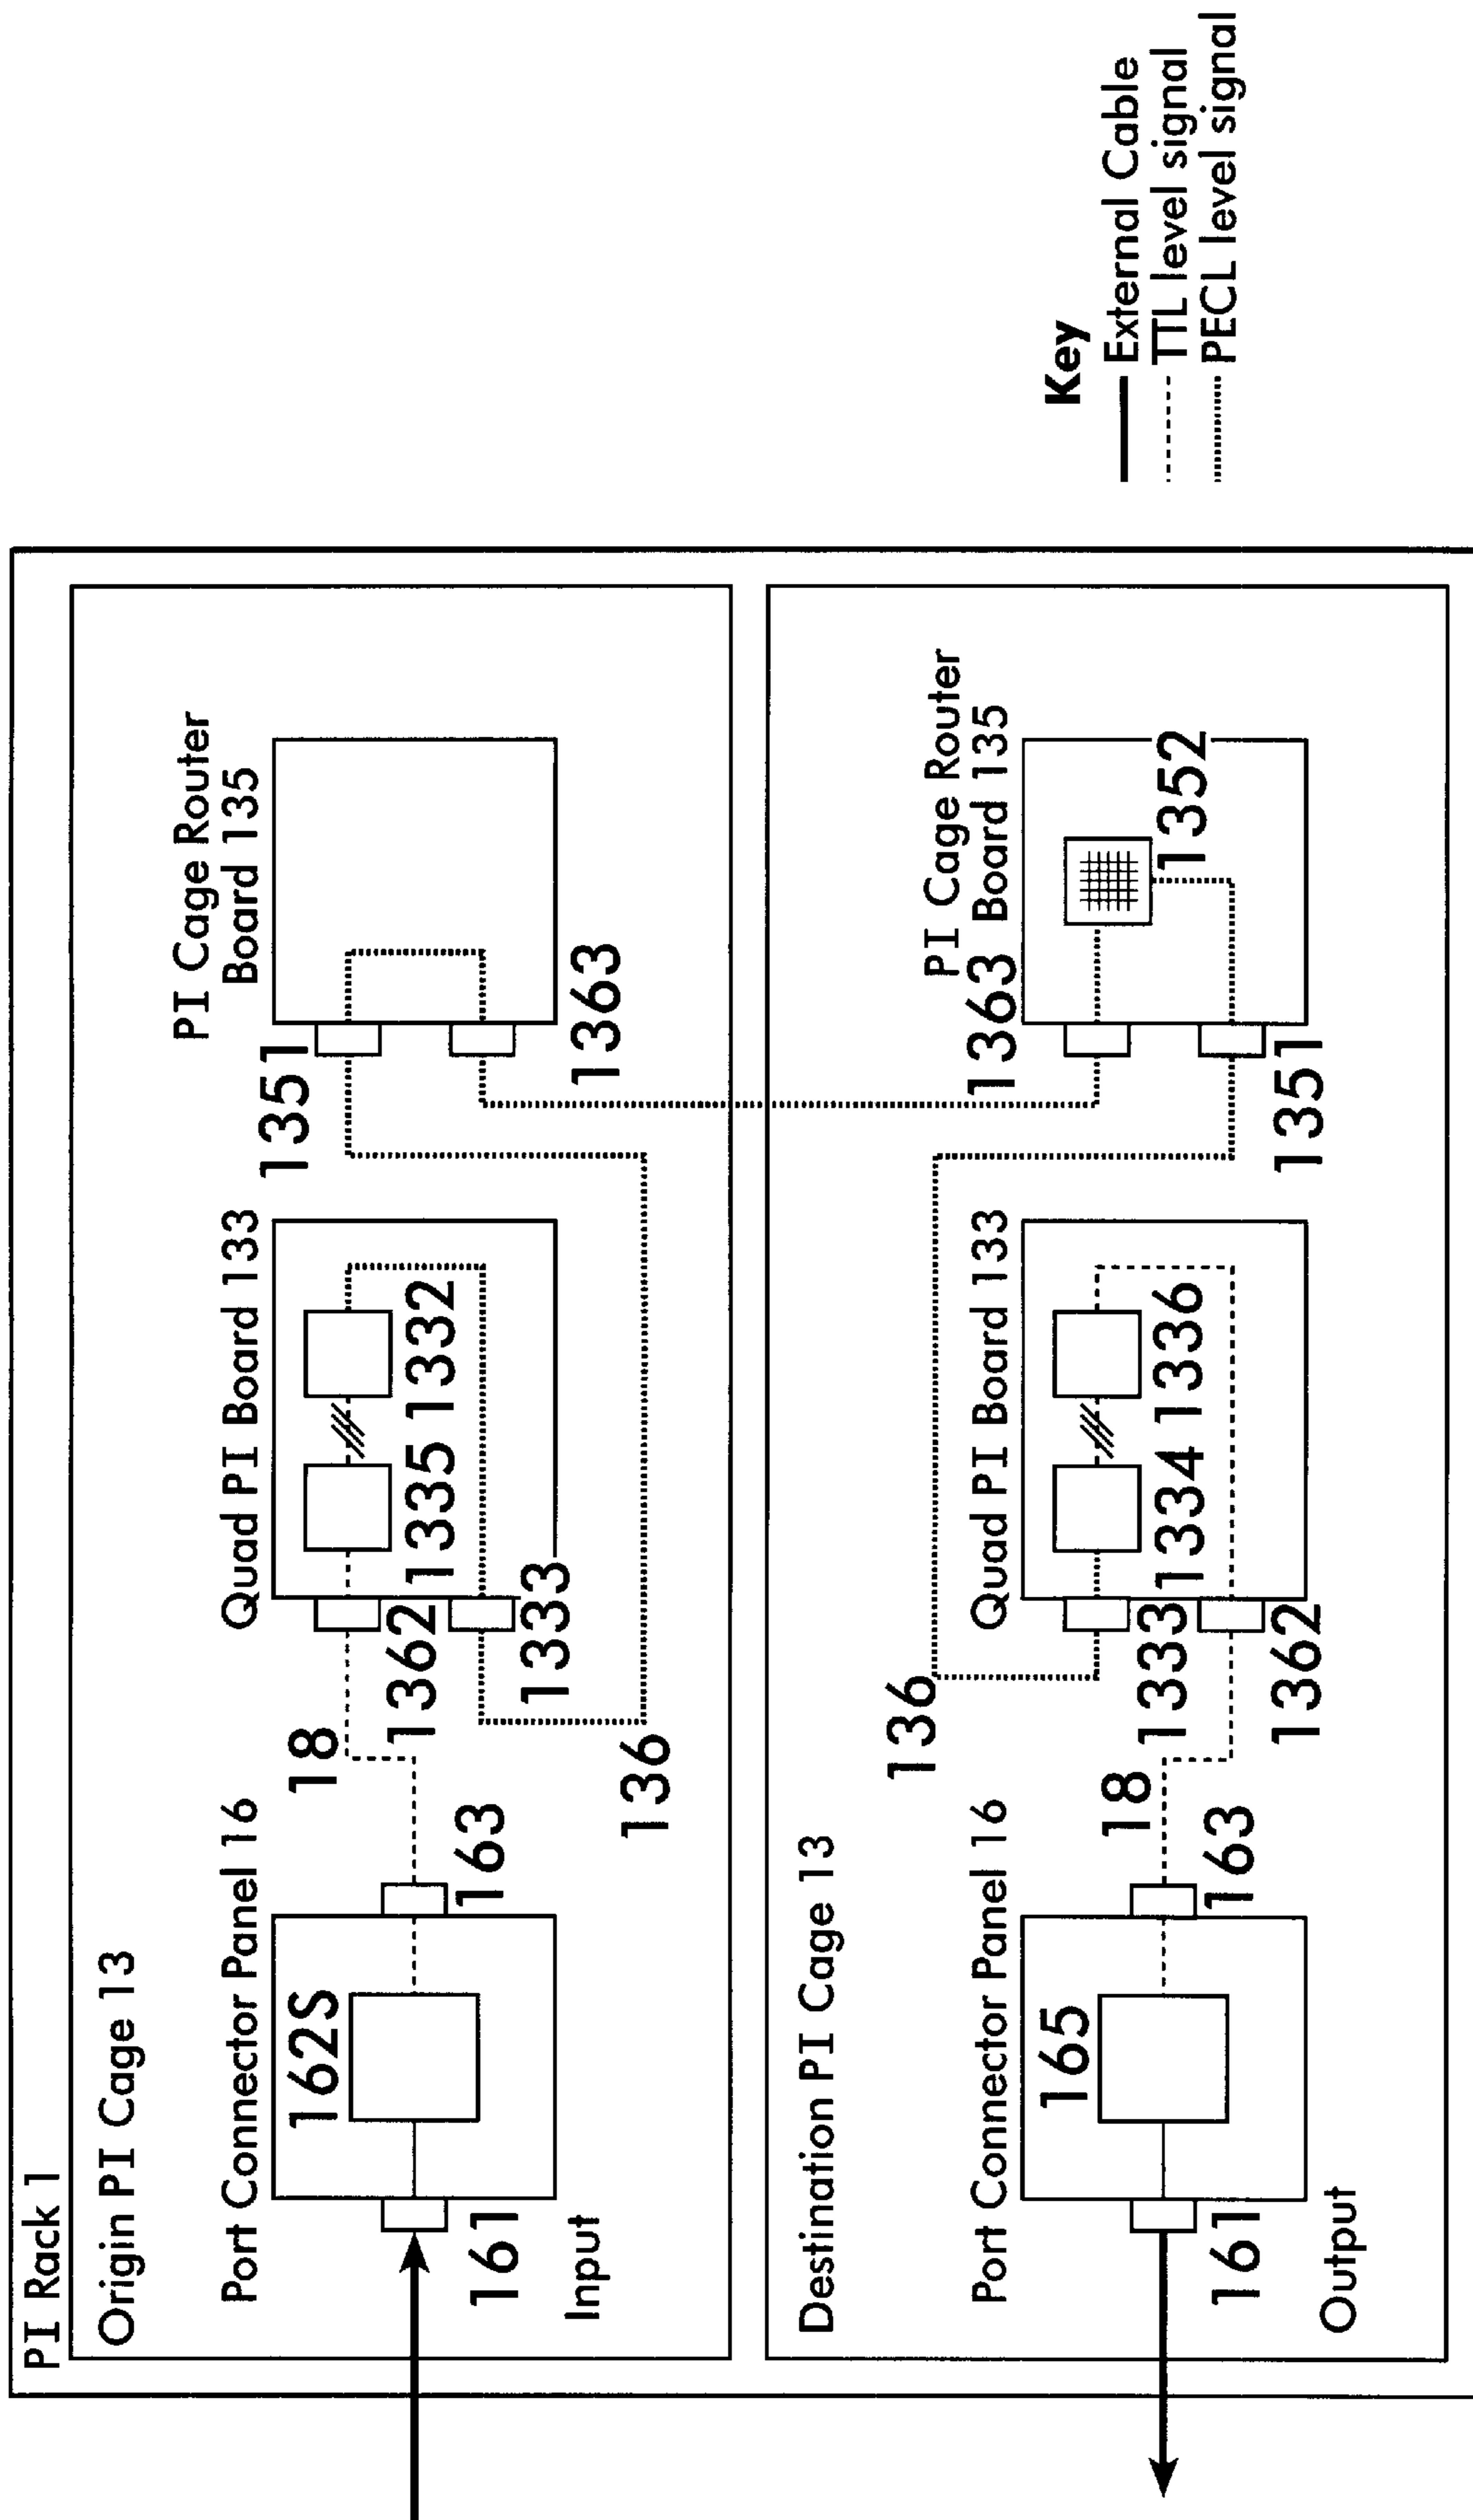 PI Rack 1
Origin PI Cage 13
Port Connector Panel 16
Quad PI Board 133
PI Cage Router
Board 135
162S
18
1351
161
163
1362
1335
1332
1333
1363
Input
136
Destination PI Cage 13
136
Port Connector Panel 16
Quad PI Board 133
PI Cage Router
1363
Board 135
165
18
1333
1334
1336
1352
161
163
1362
1351
Output
Key
External Cable
TTL level signal
PECL level signal